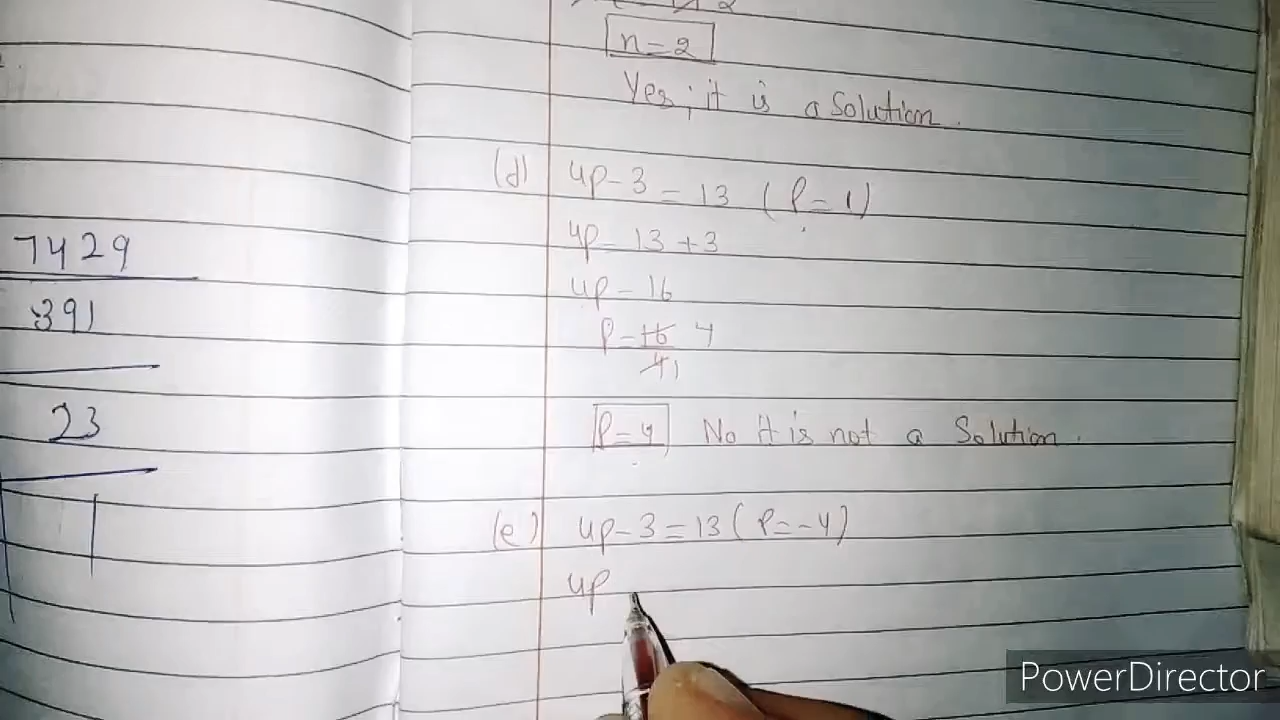 7429
391
23
n=2
Yes, it is a Solution.
(d) 4p-3=13 (P=1)
4p=13+3
4p=16
P=16 4
41
P=4 No it is not a Solution.
(e) 4p-3=13(P=-4)
4p
PowerDirector